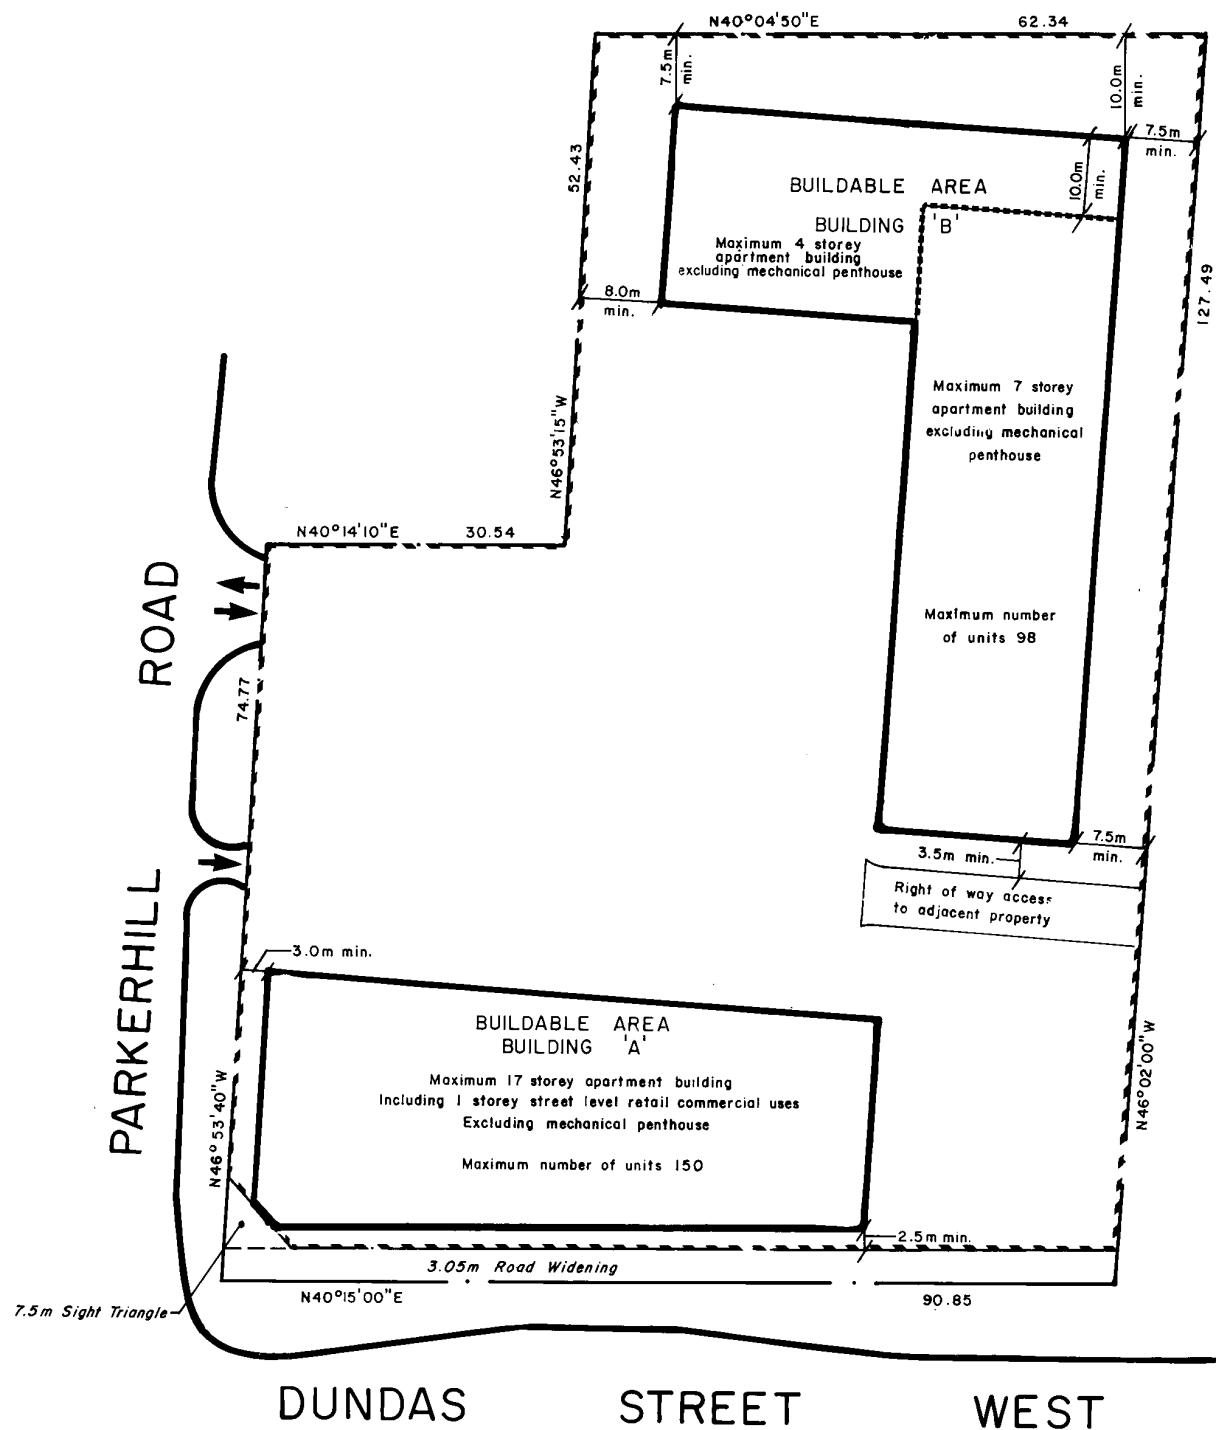 N40°04'50"E 62.34
7.5m
min.
10.0m
min.
7.5m
min.
52.43
10.0m
min.
BUILDABLE AREA
BUILDING 'B'
Maximum 4 storey
apartment building
excluding mechanical penthouse
8.0m
min.
127.49
Maximum 7 storey
apartment building
excluding mechanical
penthouse
N46°53'15"W
N40°14'10"E 30.54
ROAD
Maximum number
of units 98
74.77
7.5m
min.
3.5m min.
Right of way access
to adjacent property
PARKERHILL
3.0m min.
BUILDABLE AREA
BUILDING 'A'
Maximum 17 storey apartment building
Including 1 storey street level retail commercial uses
Excluding mechanical penthouse
Maximum number of units 150
N46°53'40"W
N46°02'00"W
2.5m min.
3.05m Road Widening
N40°15'00"E 90.85
7.5m Sight Triangle
DUNDAS STREET WEST